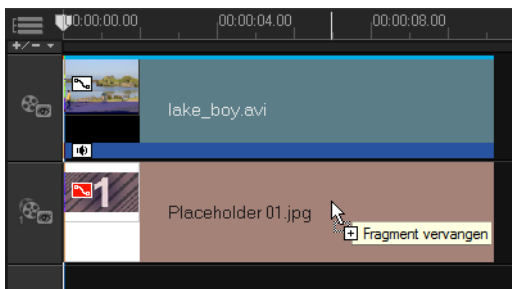 00:00:00.00 00:00:04.00 00:00:08.00
+/-
lake_boy.avi
1
Placeholder 01.jpg
1
Fragment vervangen